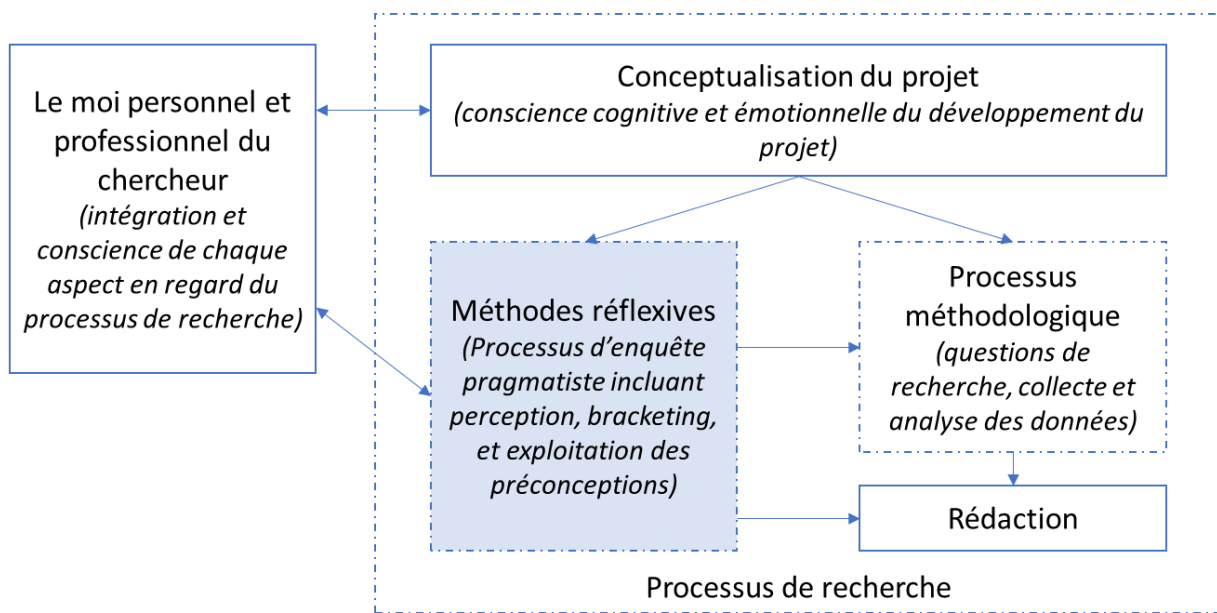 Le moi personnel et
professionnel du
chercheur
(intégration et
conscience de chaque
aspect en regard du
processus de recherche)
Conceptualisation du projet
(conscience cognitive et émotionnelle du développement du
projet)
Méthodes réflexives
(Processus d’enquête
pragmatiste incluant
perception, bracketing,
et exploitation des
préconceptions)
Processus
méthodologique
(questions de
recherche, collecte et
analyse des données)
Rédaction
Processus de recherche